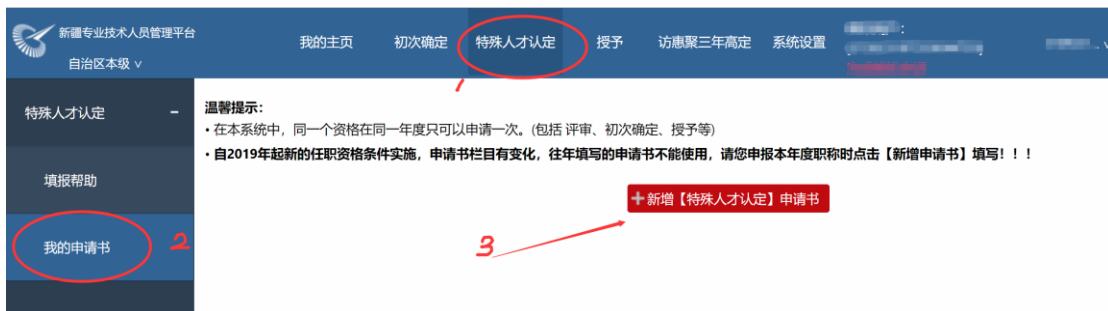 新疆专业技术人员管理平台
自治区本级 ∨
我的主页 初次确定 特殊人才认定 授予 访惠聚三年高定 系统设置
1
特殊人才认定 -
填报帮助
我的申请书
2
温馨提示：
• 在本系统中，同一个资格在同一年度只可以申请一次。(包括 评审、初次确定、授予等)
• 自2019年起新的任职资格条件实施，申请书栏目有变化，往年填写的申请书不能使用，请您申报本年度职称时点击【新增申请书】填写！！！
+新增【特殊人才认定】申请书
3